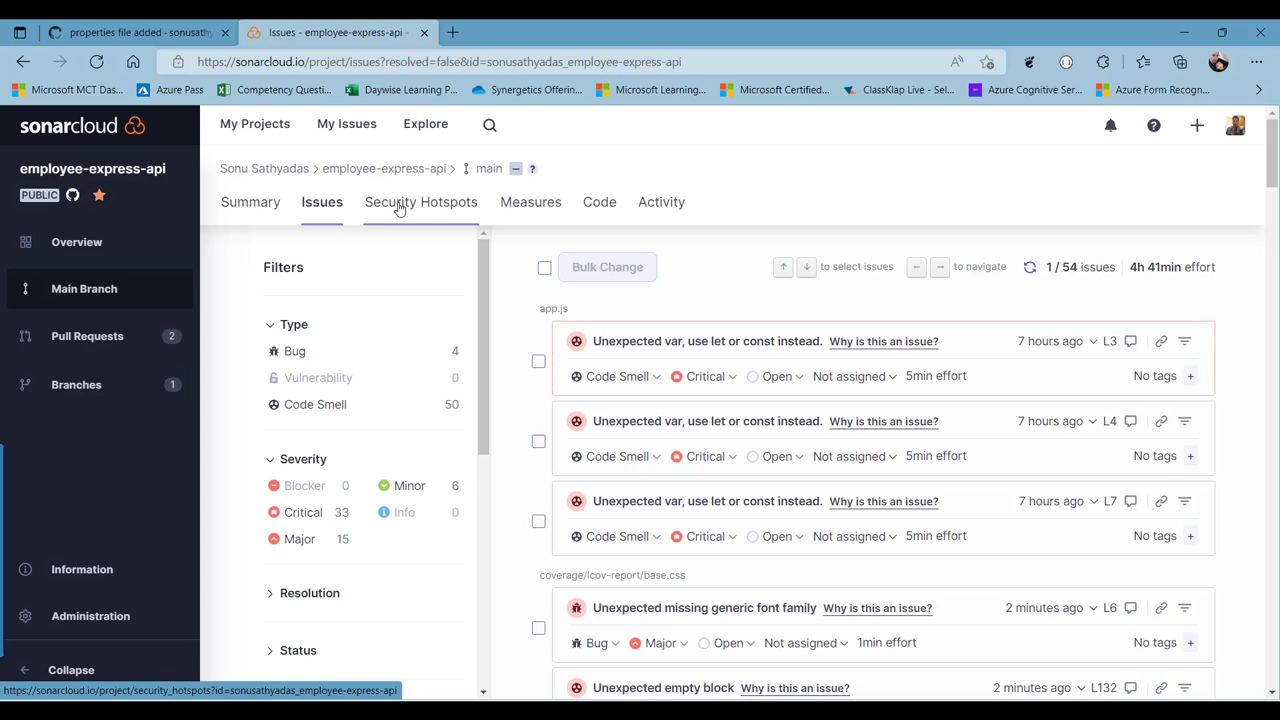 properties file added · sonusathy
Issues - employee-express-api -
https://sonarcloud.io/project/issues?resolved=false&id=sonusathyadas_employee-express-api
Microsoft MCT Das...
Azure Pass
Competency Questi...
Daywise Learning P...
Synergetics Offerin...
Microsoft Learning...
Microsoft Certified...
ClassKlap Live - Sel...
Azure Cognitive Ser...
Azure Form Recogn...
sonarcloud
My Projects
My Issues
Explore
employee-express-api
PUBLIC
Sonu Sathyadas > employee-express-api > main ?
Summary
Issues
Security Hotspots
Measures
Code
Activity
Overview
Main Branch
Pull Requests 2
Branches 1
Information
Administration
Collapse
Filters
Type
Bug 4
Vulnerability 0
Code Smell 50
Severity
Blocker 0
Minor 6
Critical 33
Info 0
Major 15
Resolution
Status
Bulk Change
to select issues
to navigate
1 / 54 issues
4h 41min effort
app.js
Unexpected var, use let or const instead. Why is this an issue? 7 hours ago L3
Code Smell Critical Open Not assigned 5min effort No tags +
Unexpected var, use let or const instead. Why is this an issue? 7 hours ago L4
Code Smell Critical Open Not assigned 5min effort No tags +
Unexpected var, use let or const instead. Why is this an issue? 7 hours ago L7
Code Smell Critical Open Not assigned 5min effort No tags +
coverage/lcov-report/base.css
Unexpected missing generic font family Why is this an issue? 2 minutes ago L6
Bug Major Open Not assigned 1min effort No tags +
Unexpected empty block Why is this an issue? 2 minutes ago L132
https://sonarcloud.io/project/security_hotspots?id=sonusathyadas_employee-express-api